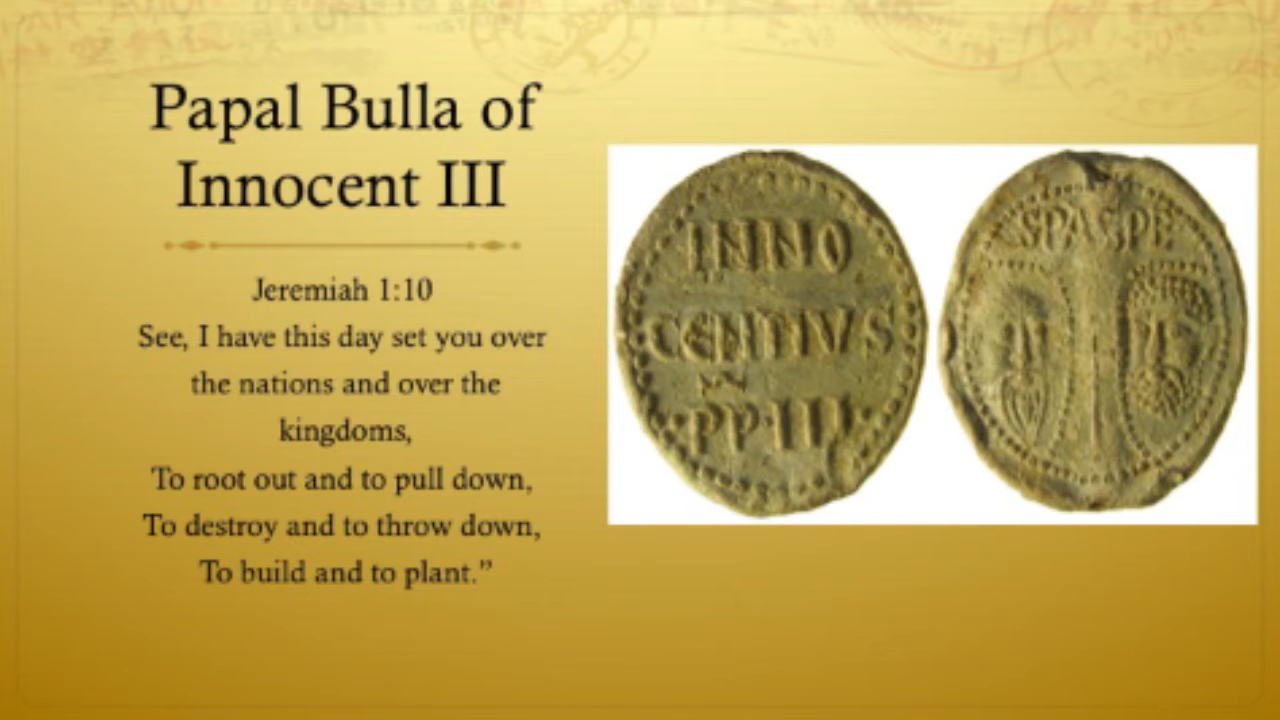 Papal Bulla of
Innocent III
Jeremiah 1:10
See, I have this day set you over
the nations and over the
kingdoms,
To root out and to pull down,
To destroy and to throw down,
To build and to plant.”
INNO
CENTIVS
PP·III
SPASPE